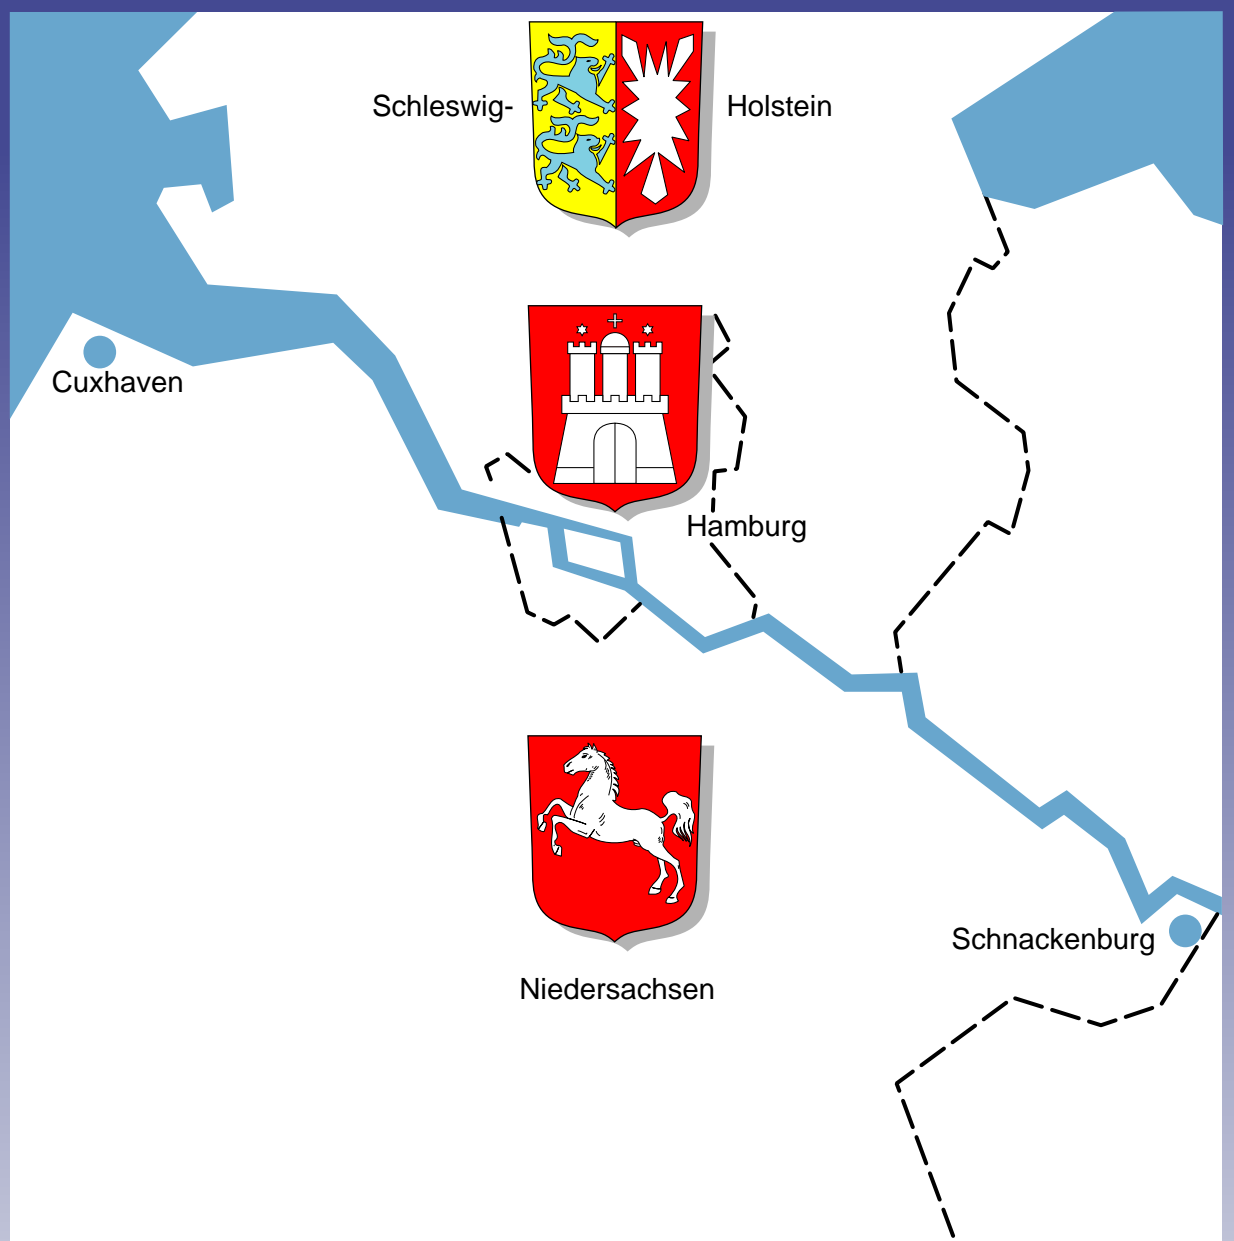 Schleswig- Holstein
Cuxhaven
Hamburg
Schnackenburg
Niedersachsen